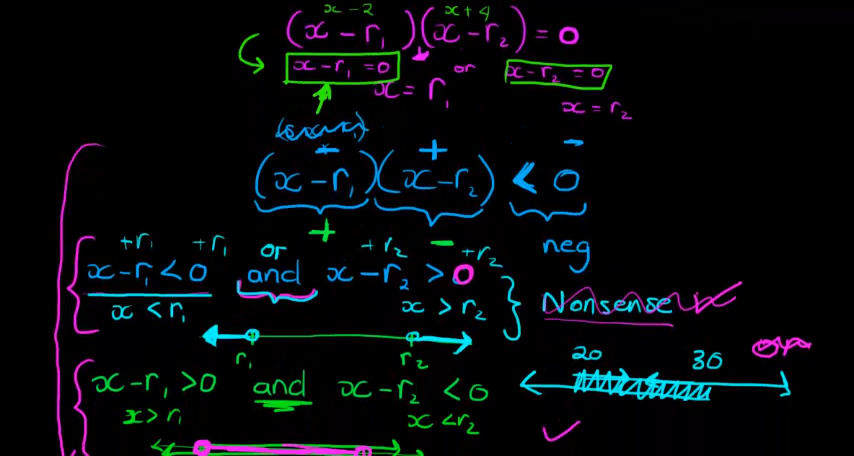 x - 2 x + 4
(x - r₁)(x - r₂) = 0
x - r₁ = 0 or x - r₂ = 0
x = r₁ x = r₂
- + -
(x - r₁)(x - r₂) < 0
+ - neg
+r₁ +r₁ or +r₂ +r₂
x - r₁ < 0 and x - r₂ > 0
x < r₁ x > r₂ Nonsense
r₁ r₂
20 30
x - r₁ > 0 and x - r₂ < 0
x > r₁ x < r₂